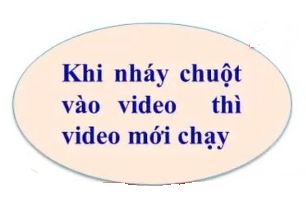 Khi nháy chuột
vào video thì
video mới chạy